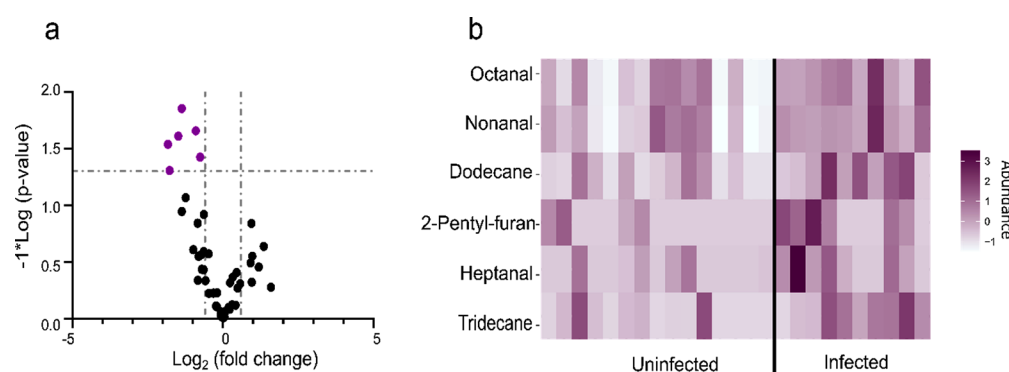 a
2.0
1.5
1.0
0.5
0.0
-5
0
5
-1*Log (p-value)
Log2 (fold change)
b
Octanal
Nonanal
Dodecane
2-Pentyl-furan
Heptanal
Tridecane
Uninfected
Infected
3
2
1
0
−1
Abundance